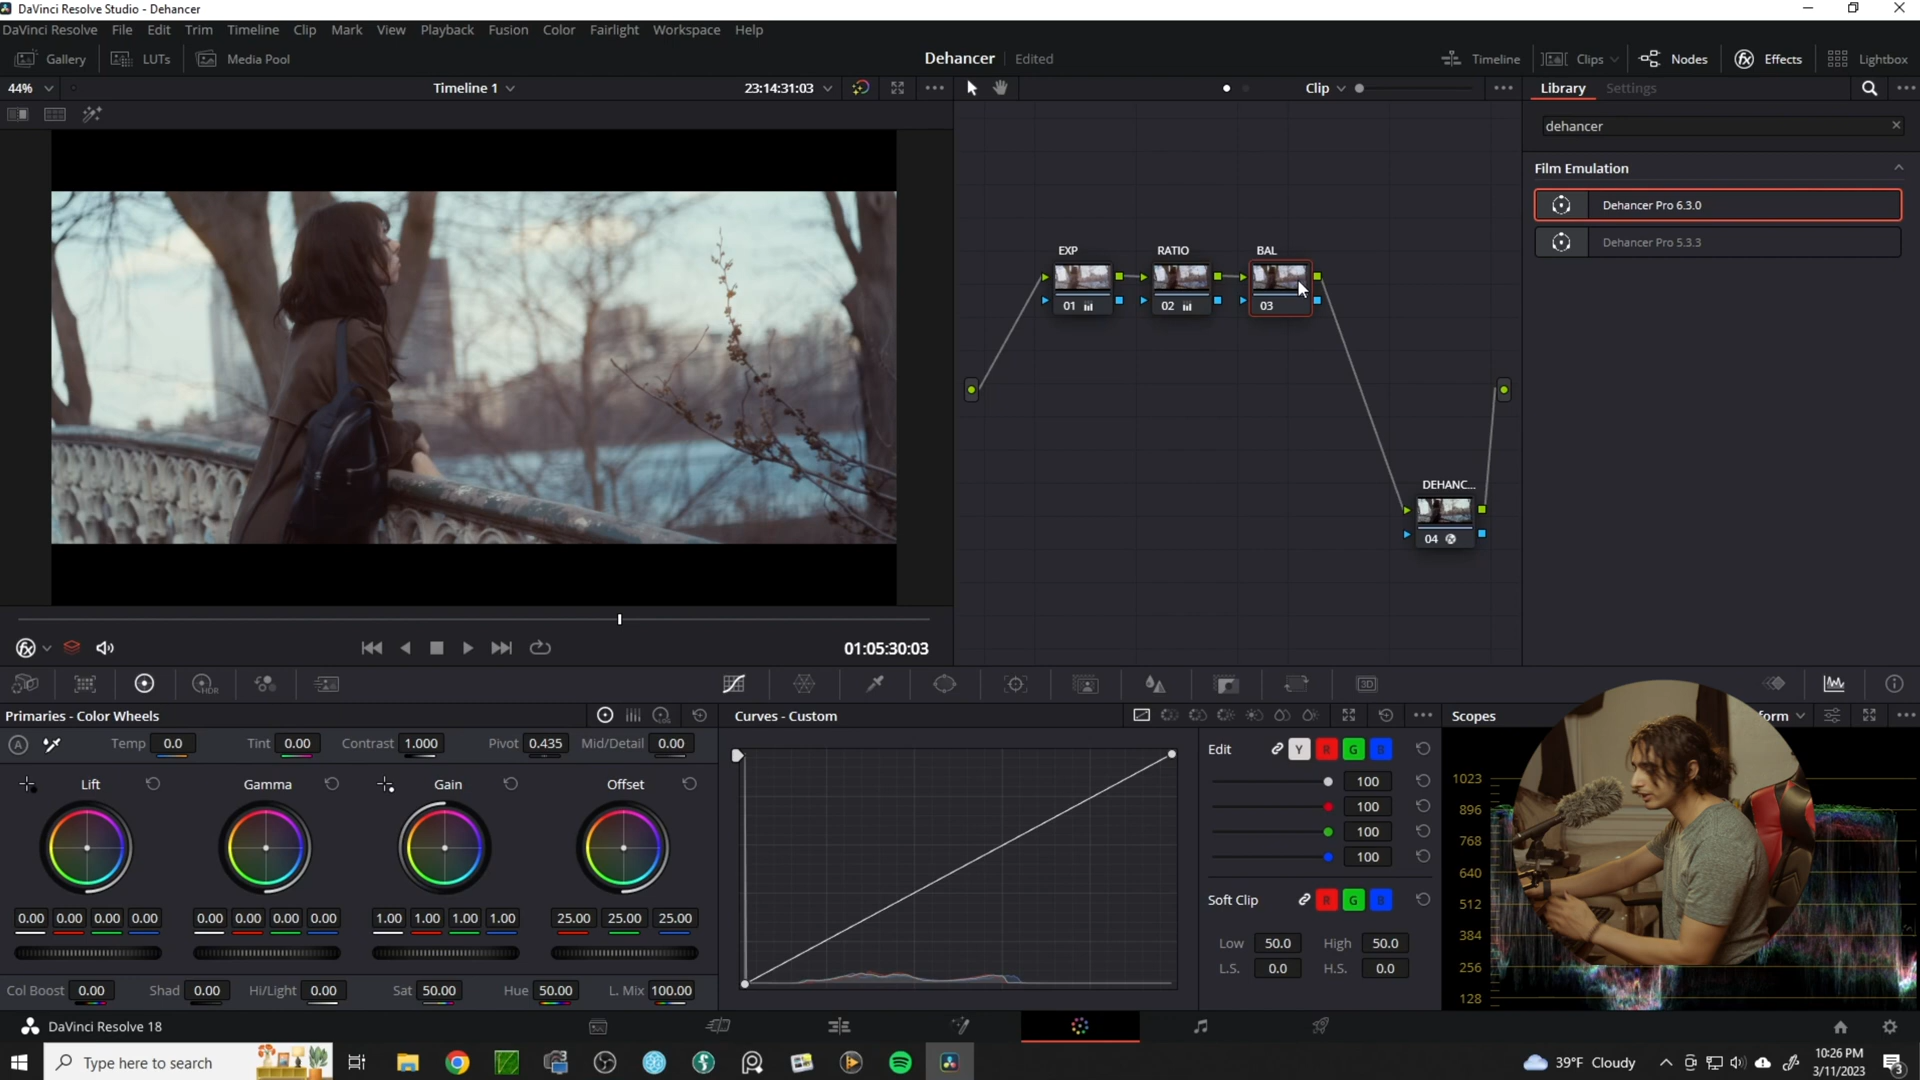 DaVinci Resolve Studio - Dehancer
DaVinci Resolve File Edit Trim Timeline Clip Mark View Playback Fusion Color Fairlight Workspace Help
Gallery LUTs Media Pool Dehancer Edited Timeline Clips Nodes Effects Lightbox
44% Timeline 1 23:14:31:03 Clip Library Settings
dehancer
Film Emulation
Dehancer Pro 6.3.0
Dehancer Pro 5.3.3
EXP RATIO BAL
01 02 03
DEHANC...
04
01:05:30:03
HDR 3D
Primaries - Color Wheels Curves - Custom Scopes form
A Temp 0.0 Tint 0.00 Contrast 1.000 Pivot 0.435 Mid/Detail 0.00 Edit Y R G B
Lift Gamma Gain Offset
100
100
100
100
1023
896
768
640
512
384
256
128
Soft Clip R G B
0.00 0.00 0.00 0.00 0.00 0.00 0.00 0.00 1.00 1.00 1.00 1.00 25.00 25.00 25.00
Low 50.0 High 50.0
L.S. 0.0 H.S. 0.0
Col Boost 0.00 Shad 0.00 Hi/Light 0.00 Sat 50.00 Hue 50.00 L. Mix 100.00
DaVinci Resolve 18
Type here to search
3
39°F Cloudy
10:26 PM
3/11/2023
3